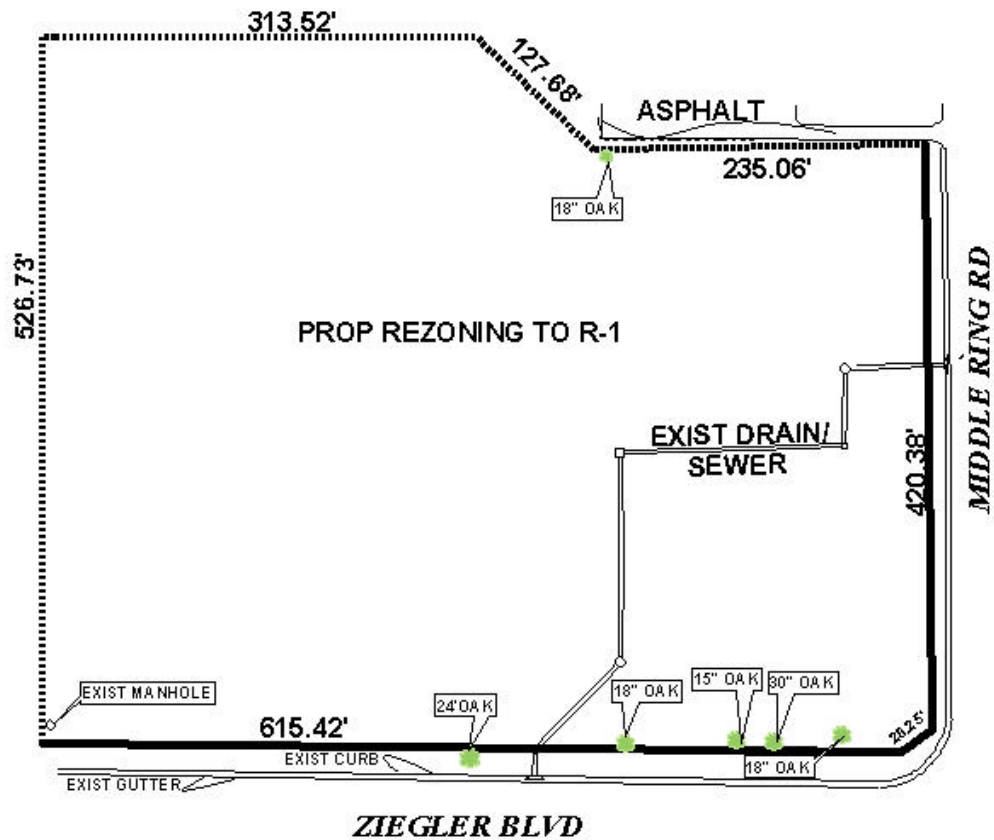 313.52'
127.68'
ASPHALT
235.06'
18" OAK
526.73'
PROP REZONING TO R-1
MIDDLE RING RD
EXIST DRAIN/
SEWER
420.38'
EXIST MANHOLE
24'OAK
18" OAK
15" OAK
30" OAK
28.25'
615.42'
18" OAK
EXIST CURB
EXIST GUTTER
ZIEGLER BLVD